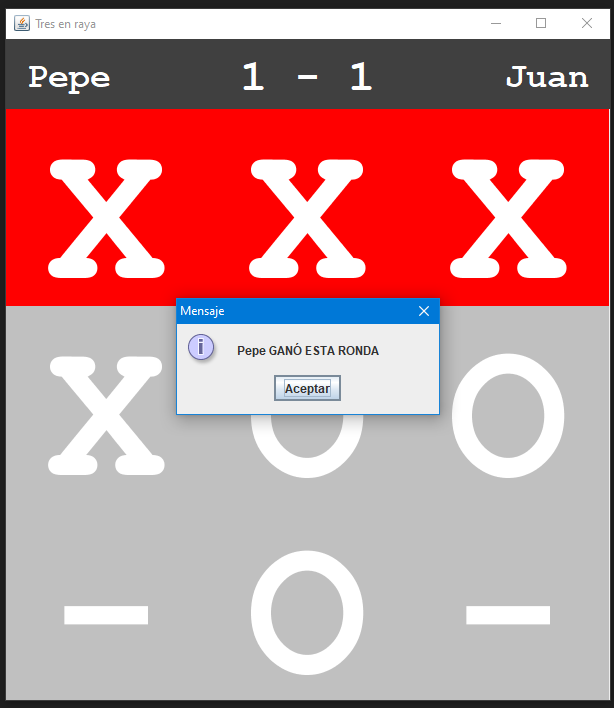 Tres en raya
Pepe 1 - 1 Juan
X X X
Mensaje
i
Pepe GANÓ ESTA RONDA
Aceptar
X O O
- O -